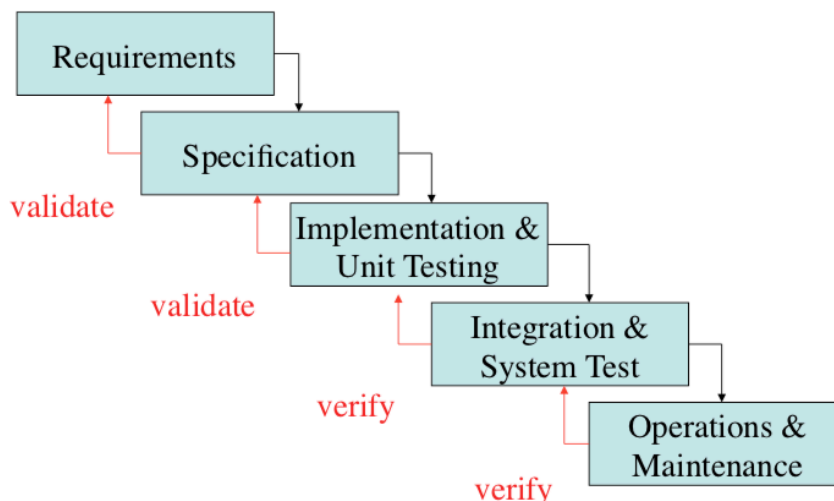 Requirements
Specification
validate
Implementation &
Unit Testing
validate
Integration &
System Test
verify
Operations &
Maintenance
verify